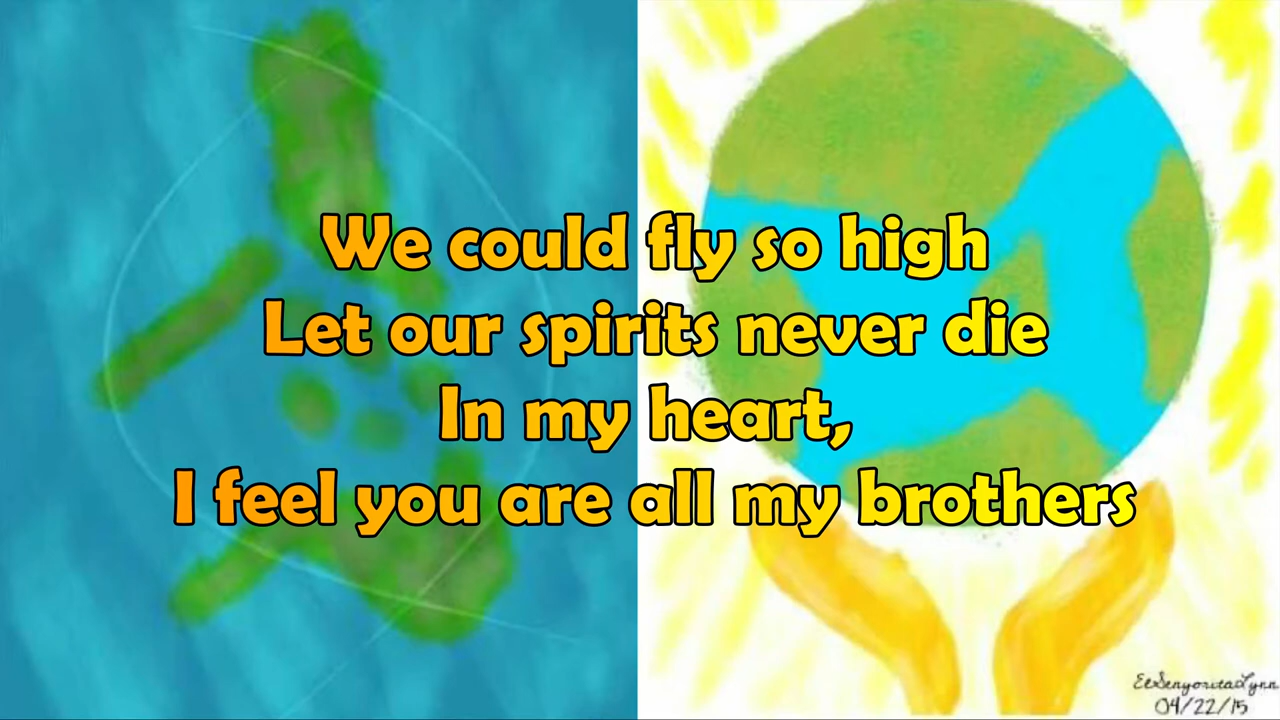 We could fly so high
Let our spirits never die
In my heart,
I feel you are all my brothers
ElSenyoritaLynn
04/22/15